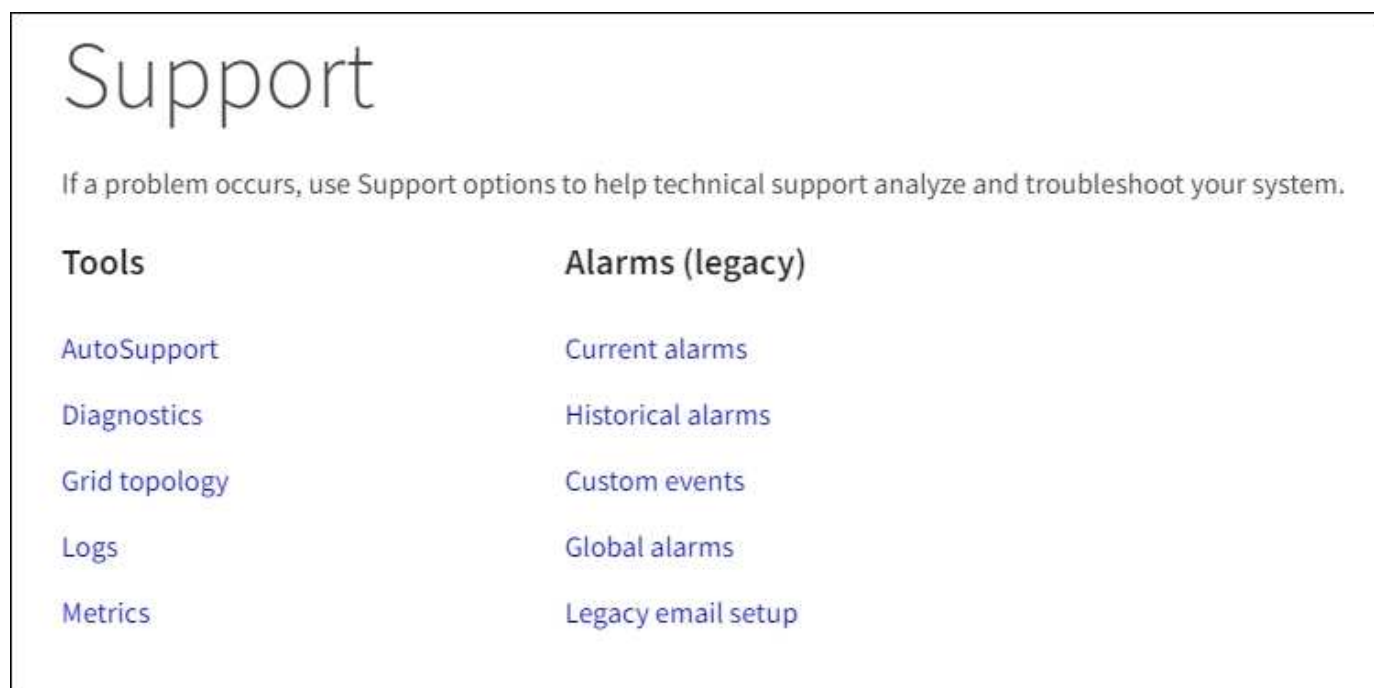 Support
If a problem occurs, use Support options to help technical support analyze and troubleshoot your system.
Tools
AutoSupport
Diagnostics
Grid topology
Logs
Metrics
Alarms (legacy)
Current alarms
Historical alarms
Custom events
Global alarms
Legacy email setup